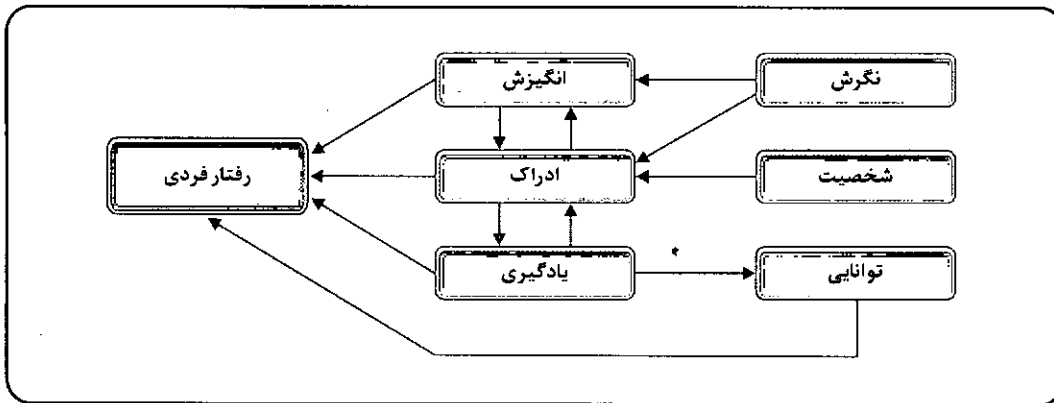 نگرش
انگیزش
شخصیت
ادراک
رفتار فردی
توانایی
یادگیری